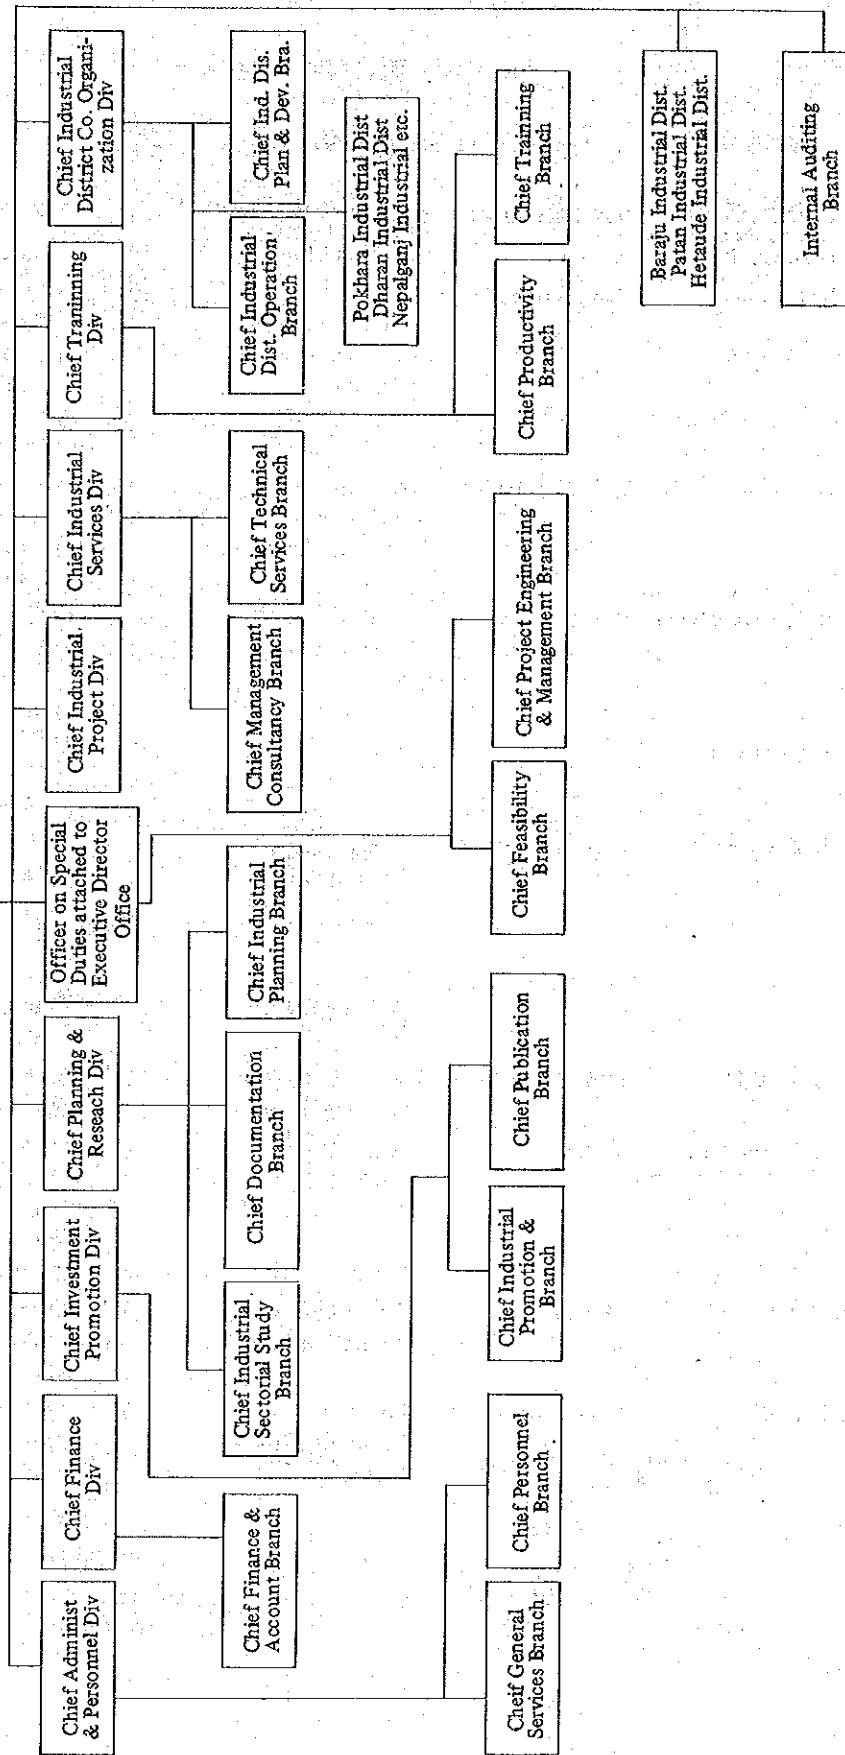 Chief Administ
& Personnel Div
Chief Finance
Div
Chief Investment
Promotion Div
Chief Planning &
Reseach Div
Officer on Special
Duties attached to
Executive Director
Office
Chief Industrial
Project Div
Chief Industrial
Services Div
Chief Traninning
Div
Chief Industrial
District Co. Organi-
zation Div
Chief Finance &
Account Branch
Chief Industrial
Sectorial Study
Branch
Chief Documentation
Branch
Chief Industrial
Planning Branch
Chief Management
Consultancy Branch
Chief Technical
Services Branch
Chief Industrial
Dist. Operation
Branch
Chief Ind. Dis.
Plan & Dev. Bra.
Pokhara Industrial Dist
Dharan Industrial Dist
Nepalganj Industrial etc.
Cheif General
Services Branch
Chief Personnel
Branch
Chief Industrial
Promotion &
Branch
Chief Publication
Branch
Chief Feasibility
Branch
Chief Project Engineering
& Management Branch
Chief Productivity
Branch
Chief Trainning
Branch
Baraju Industrial Dist.
Patan Industrial Dist.
Hetaude Industrial Dist.
Internal Auditing
Branch